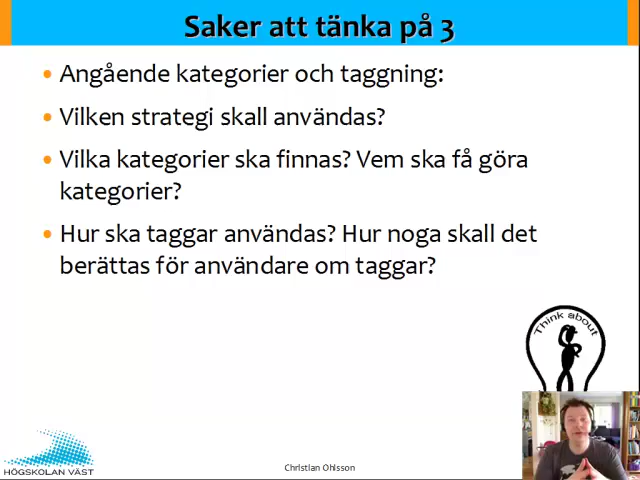 Saker att tänka på 3
• Angående kategorier och taggning:
• Vilken strategi skall användas?
• Vilka kategorier ska finnas? Vem ska få göra
kategorier?
• Hur ska taggar användas? Hur noga skall det
berättas för användare om taggar?
Think about
HÖGSKOLAN VÄST
Christian Ohlsson